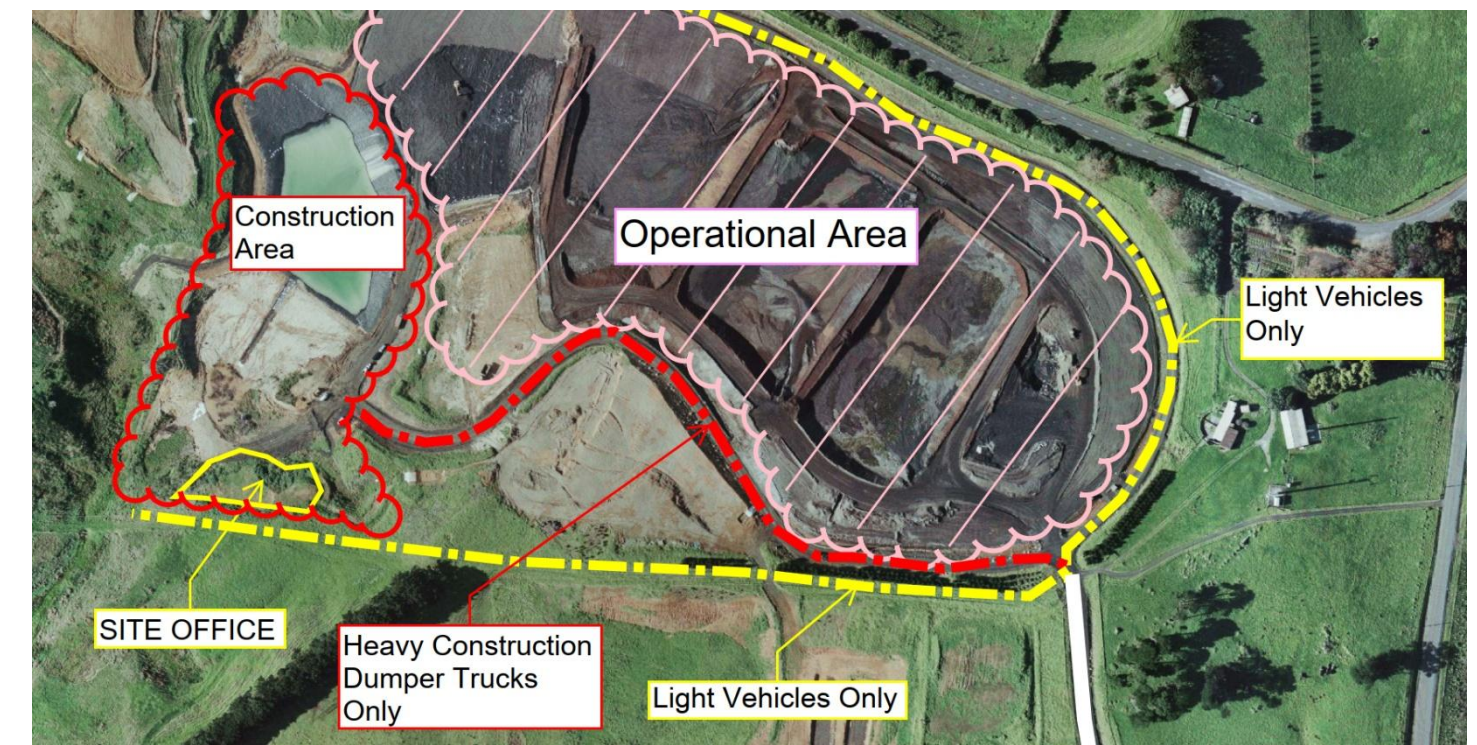 Construction
Area
Operational Area
Light Vehicles
Only
SITE OFFICE
Heavy Construction
Dumper Trucks
Only
Light Vehicles Only